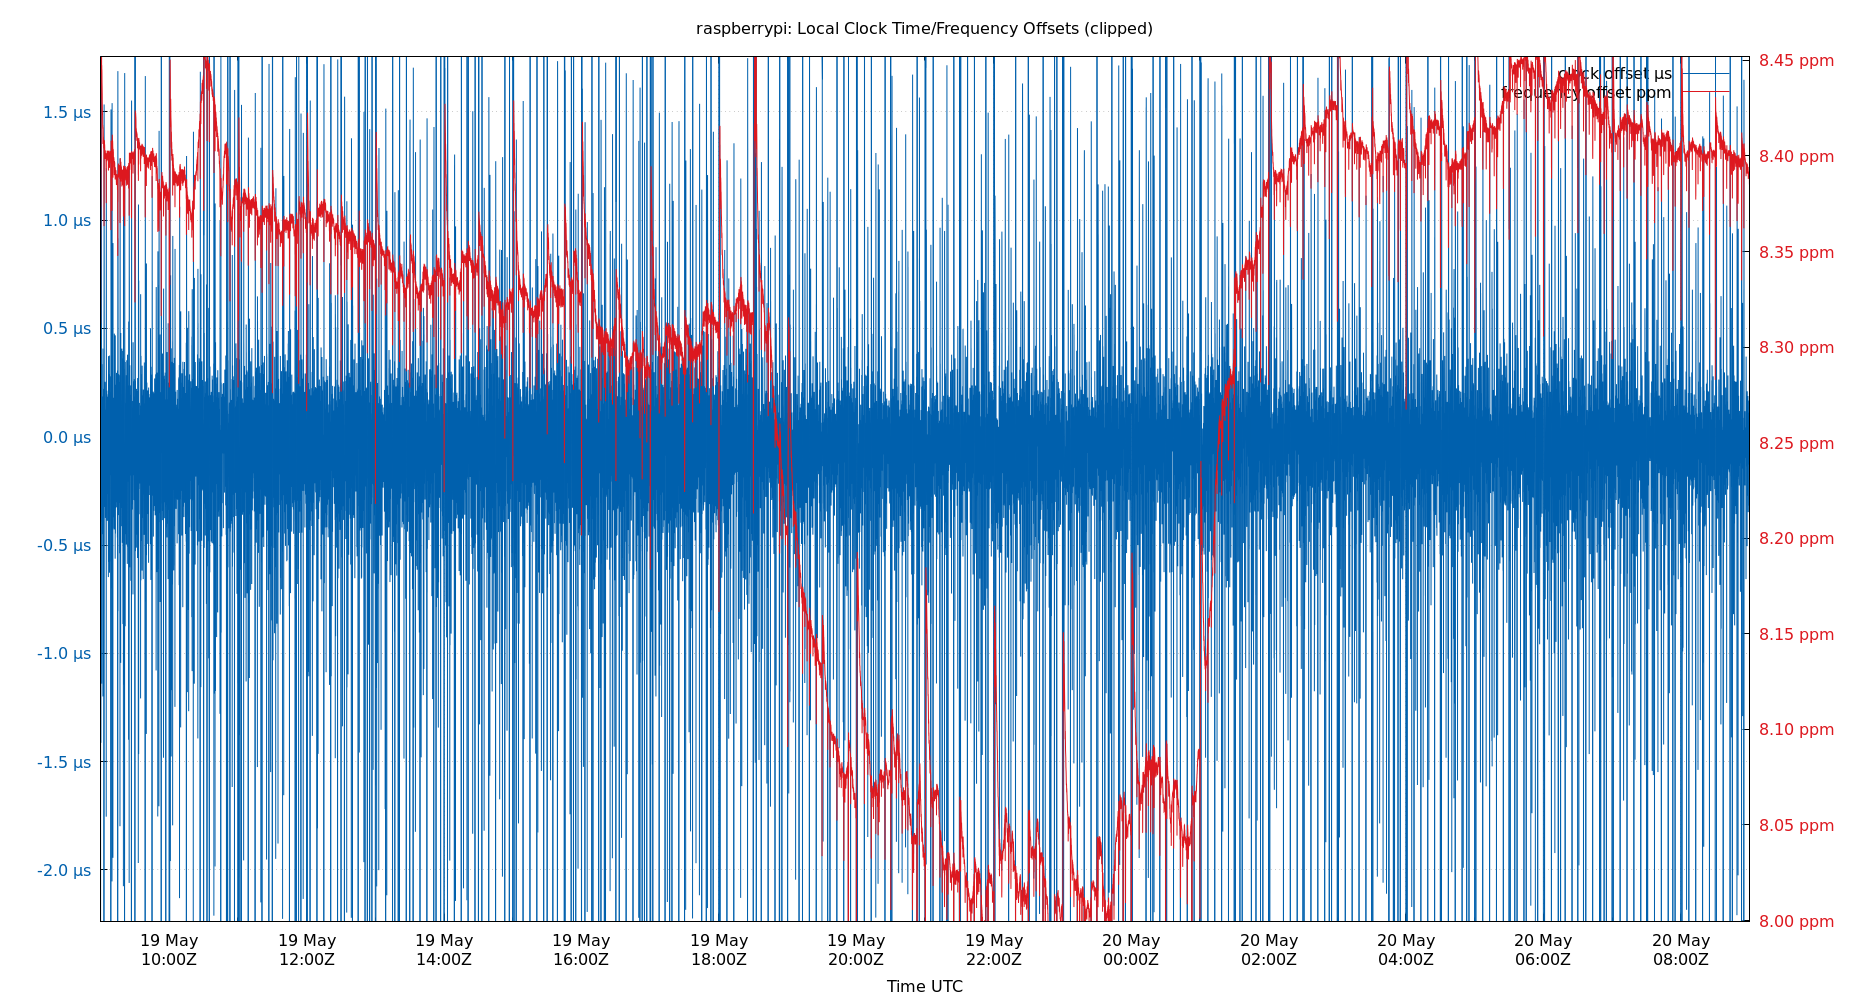 raspberrypi: Local Clock Time/Frequency Offsets (clipped)
clock offset µs
frequency offset ppm
1.5 µs
1.0 µs
0.5 µs
0.0 µs
-0.5 µs
-1.0 µs
-1.5 µs
-2.0 µs
8.45 ppm
8.40 ppm
8.35 ppm
8.30 ppm
8.25 ppm
8.20 ppm
8.15 ppm
8.10 ppm
8.05 ppm
8.00 ppm
19 May 19 May 19 May 19 May 19 May 19 May 19 May 20 May 20 May 20 May 20 May 20 May
10:00Z 12:00Z 14:00Z 16:00Z 18:00Z 20:00Z 22:00Z 00:00Z 02:00Z 04:00Z 06:00Z 08:00Z
Time UTC